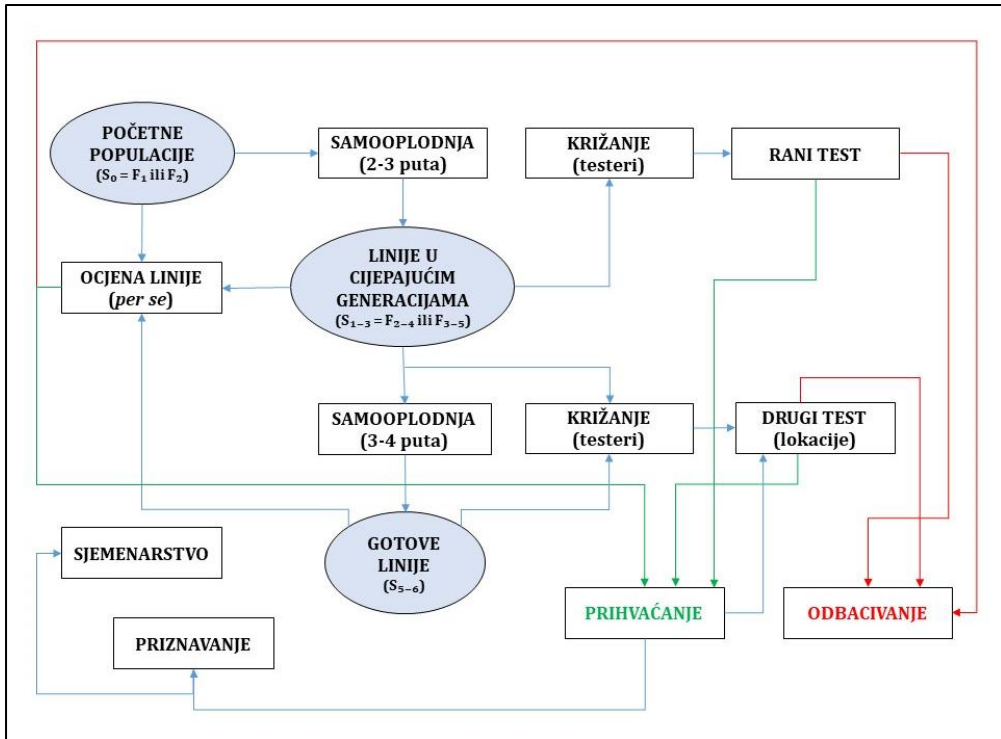 POČETNE
POPULACIJE
(S₀ = F₁ ili F₂)
SAMOOPLODNJA
(2-3 puta)
KRIŽANJE
(testeri)
RANI TEST
OCJENA LINIJE
(per se)
LINIJE U
CIJEPAJUĆIM
GENERACIJAMA
(S₁₋₃ = F₂₋₄ ili F₃₋₅)
SAMOOPLODNJA
(3-4 puta)
KRIŽANJE
(testeri)
DRUGI TEST
(lokacije)
SJEMENARSTVO
GOTOVE
LINIJE
(S₅₋₆)
PRIHVAĆANJE
ODBACIVANJE
PRIZNAVANJE